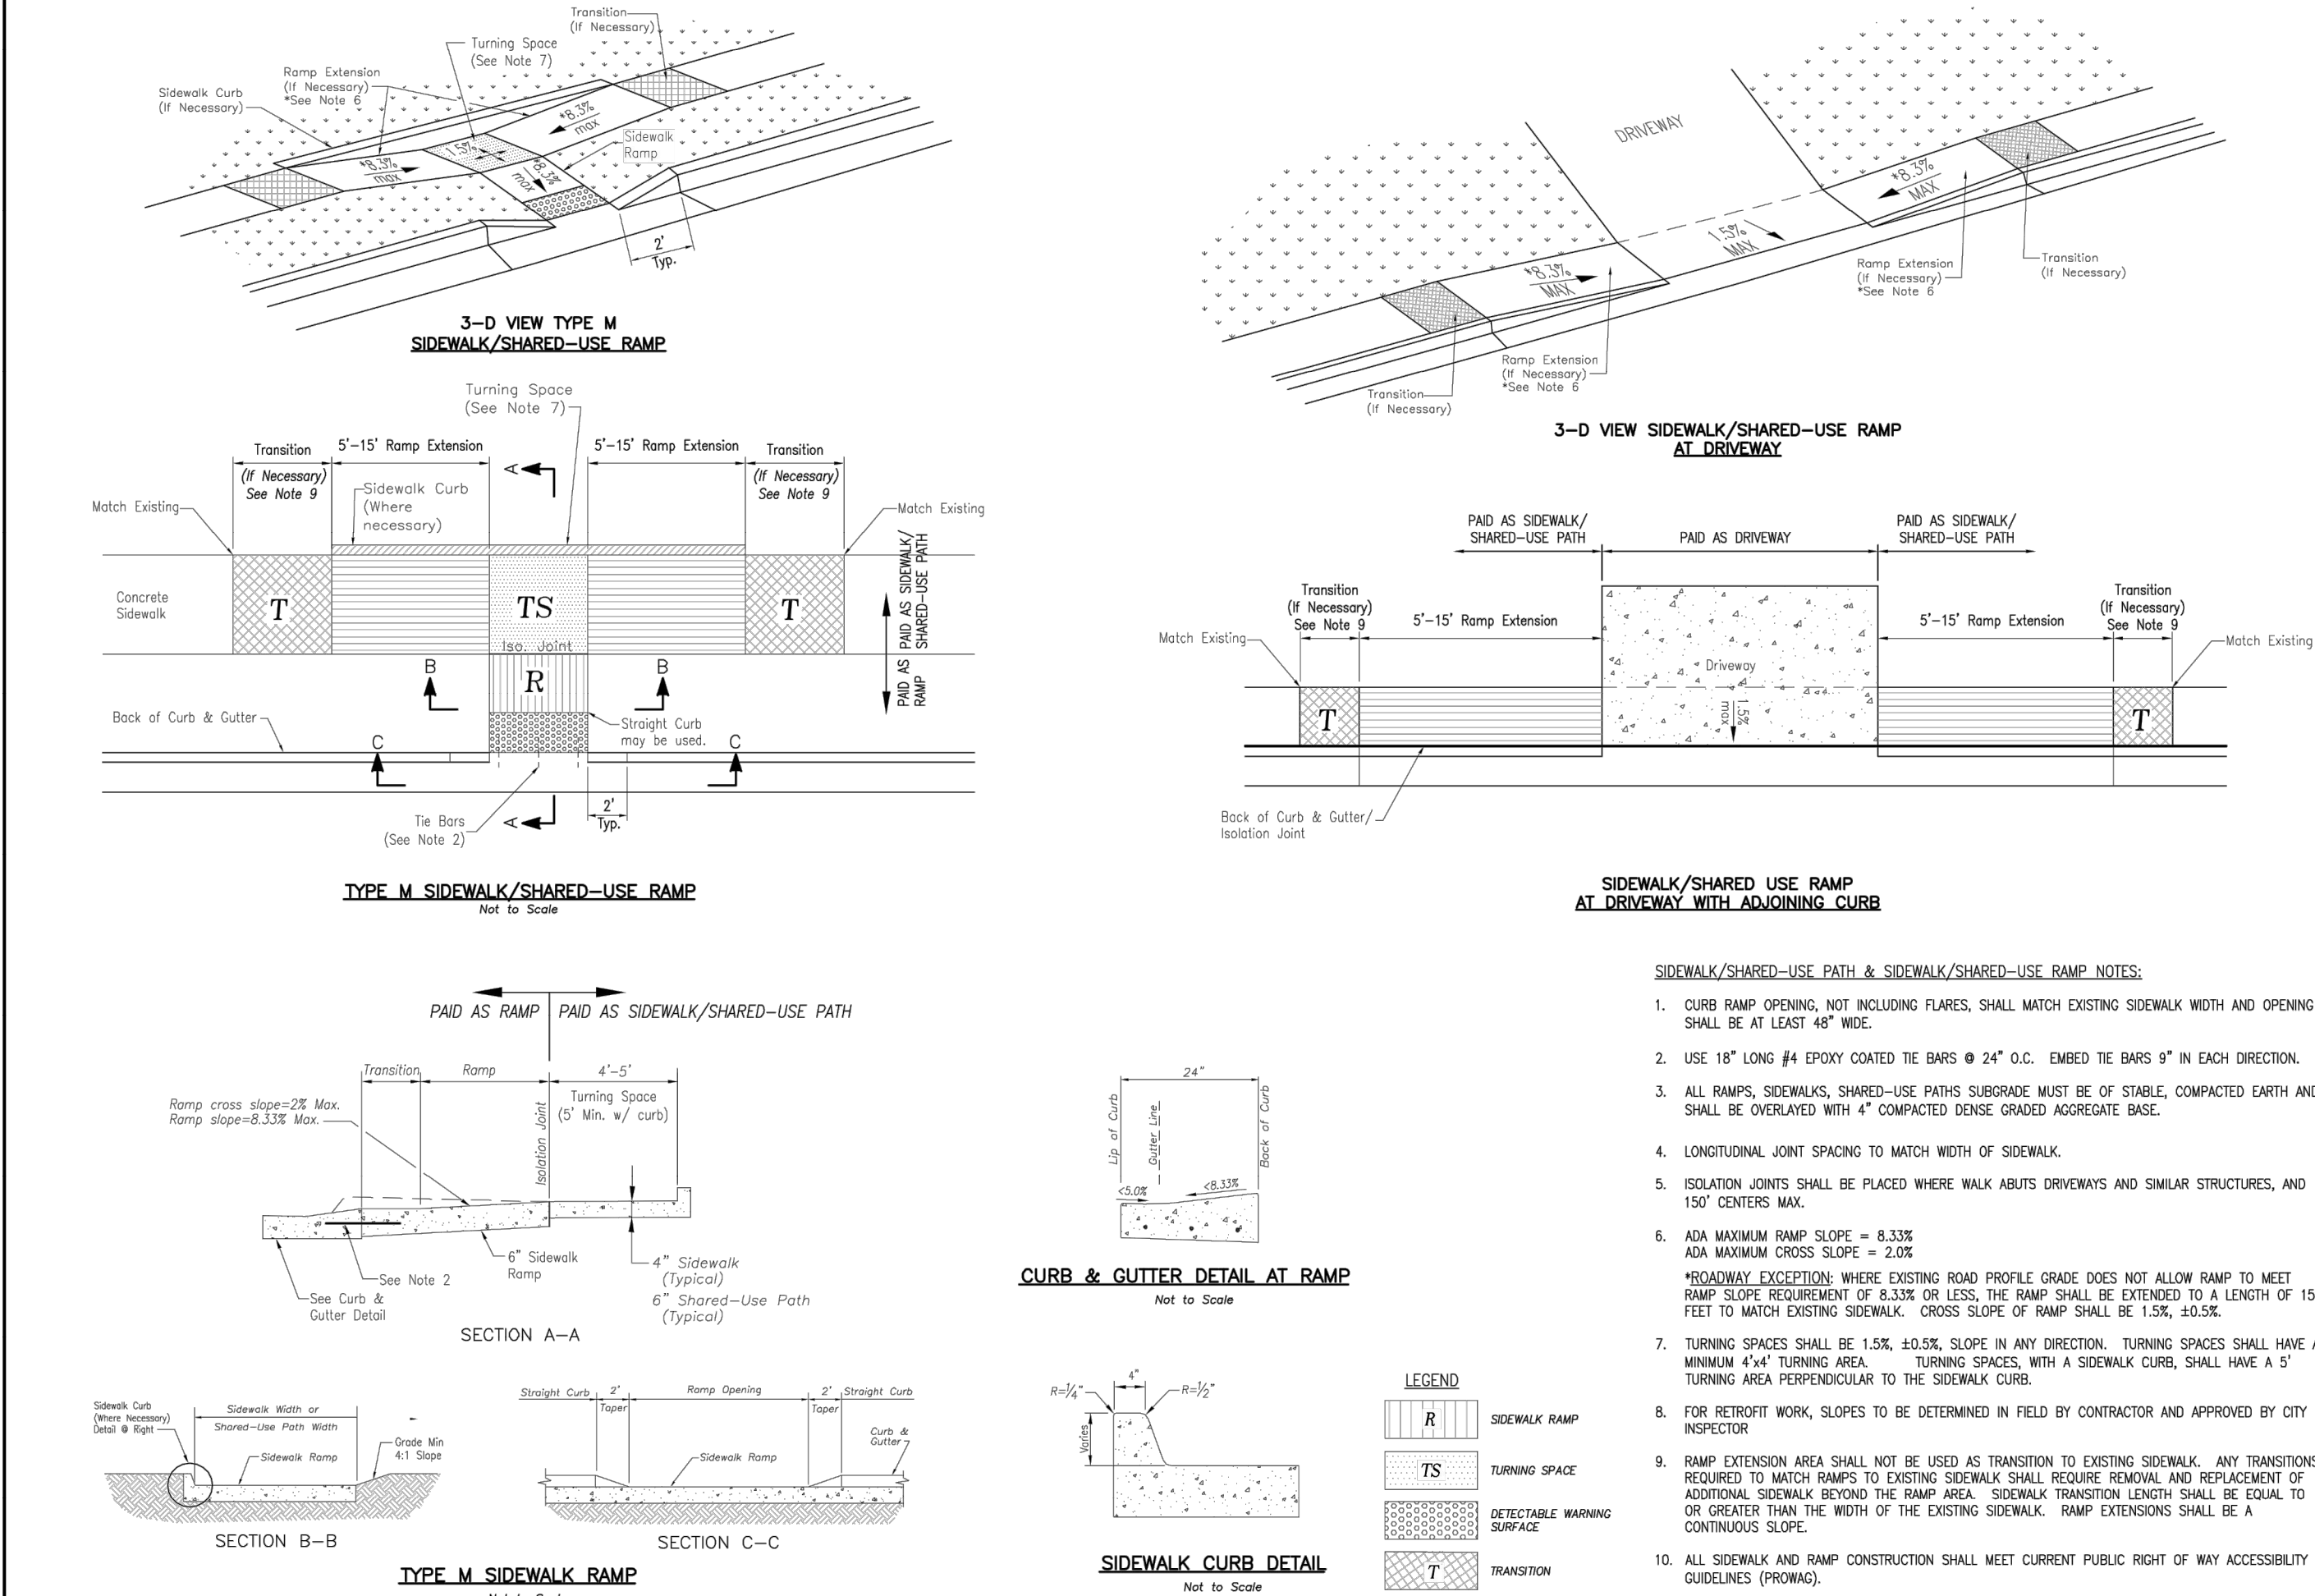 Transition
(If Necessary)
Turning Space
(See Note 7)
Ramp Extension
(If Necessary)
*See Note 6
Sidewalk Curb
(If Necessary)
*8.3%
max
Sidewalk
Ramp
1.5%
*8.3%
max
*8.3%
max
2'
Typ.
3-D VIEW TYPE M
SIDEWALK/SHARED-USE RAMP
DRIVEWAY
*8.3%
MAX
1.5%
MAX
*8.3%
MAX
Ramp Extension
(If Necessary)
*See Note 6
Transition
(If Necessary)
Ramp Extension
(If Necessary)
*See Note 6
Transition
(If Necessary)
3-D VIEW SIDEWALK/SHARED-USE RAMP
AT DRIVEWAY
Turning Space
(See Note 7)
Transition
(If Necessary)
See Note 9
5'-15' Ramp Extension
A
5'-15' Ramp Extension
Transition
(If Necessary)
See Note 9
Sidewalk Curb
(Where
necessary)
Match Existing
Match Existing
Concrete
Sidewalk
T
TS
T
Iso. Joint
R
B
B
PAID AS SIDEWALK/
SHARED-USE PATH
PAID AS
RAMP
Back of Curb & Gutter
Straight Curb
may be used.
C
C
Tie Bars
(See Note 2)
A
2'
Typ.
TYPE M SIDEWALK/SHARED-USE RAMP
Not to Scale
PAID AS SIDEWALK/
SHARED-USE PATH
PAID AS DRIVEWAY
PAID AS SIDEWALK/
SHARED-USE PATH
Transition
(If Necessary)
See Note 9
5'-15' Ramp Extension
5'-15' Ramp Extension
Transition
(If Necessary)
See Note 9
Match Existing
Match Existing
Driveway
T
1.5%
max
T
Back of Curb & Gutter/
Isolation Joint
SIDEWALK/SHARED USE RAMP
AT DRIVEWAY WITH ADJOINING CURB
PAID AS RAMP
PAID AS SIDEWALK/SHARED-USE PATH
Transition
Ramp
4'-5'
Turning Space
(5' Min. w/ curb)
Ramp cross slope=2% Max.
Ramp slope=8.33% Max.
Isolation Joint
6" Sidewalk
Ramp
See Note 2
See Curb &
Gutter Detail
4" Sidewalk
(Typical)
6" Shared-Use Path
(Typical)
SECTION A-A
24"
Lip of Curb
Gutter Line
Back of Curb
<5.0%
<8.33%
CURB & GUTTER DETAIL AT RAMP
Not to Scale
Sidewalk Curb
(Where Necessary)
Detail @ Right
Sidewalk Width or
Shared-Use Path Width
Sidewalk Ramp
Grade Min
4:1 Slope
SECTION B-B
Straight Curb
2'
Taper
Ramp Opening
2'
Taper
Straight Curb
Curb &
Gutter
Sidewalk Ramp
SECTION C-C
TYPE M SIDEWALK RAMP
R=1/4"
4"
R=1/2"
Varies
SIDEWALK CURB DETAIL
Not to Scale
LEGEND
R SIDEWALK RAMP
TS TURNING SPACE
DETECTABLE WARNING
SURFACE
T TRANSITION
SIDEWALK/SHARED-USE PATH & SIDEWALK/SHARED-USE RAMP NOTES:
1. CURB RAMP OPENING, NOT INCLUDING FLARES, SHALL MATCH EXISTING SIDEWALK WIDTH AND OPENING
SHALL BE AT LEAST 48" WIDE.
2. USE 18" LONG #4 EPOXY COATED TIE BARS @ 24" O.C. EMBED TIE BARS 9" IN EACH DIRECTION.
3. ALL RAMPS, SIDEWALKS, SHARED-USE PATHS SUBGRADE MUST BE OF STABLE, COMPACTED EARTH AND
SHALL BE OVERLAYED WITH 4" COMPACTED DENSE GRADED AGGREGATE BASE.
4. LONGITUDINAL JOINT SPACING TO MATCH WIDTH OF SIDEWALK.
5. ISOLATION JOINTS SHALL BE PLACED WHERE WALK ABUTS DRIVEWAYS AND SIMILAR STRUCTURES, AND
150' CENTERS MAX.
6. ADA MAXIMUM RAMP SLOPE = 8.33%
ADA MAXIMUM CROSS SLOPE = 2.0%
*ROADWAY EXCEPTION: WHERE EXISTING ROAD PROFILE GRADE DOES NOT ALLOW RAMP TO MEET
RAMP SLOPE REQUIREMENT OF 8.33% OR LESS, THE RAMP SHALL BE EXTENDED TO A LENGTH OF 15
FEET TO MATCH EXISTING SIDEWALK. CROSS SLOPE OF RAMP SHALL BE 1.5%, ±0.5%.
7. TURNING SPACES SHALL BE 1.5%, ±0.5%, SLOPE IN ANY DIRECTION. TURNING SPACES SHALL HAVE A
MINIMUM 4'x4' TURNING AREA. TURNING SPACES, WITH A SIDEWALK CURB, SHALL HAVE A 5'
TURNING AREA PERPENDICULAR TO THE SIDEWALK CURB.
8. FOR RETROFIT WORK, SLOPES TO BE DETERMINED IN FIELD BY CONTRACTOR AND APPROVED BY CITY
INSPECTOR
9. RAMP EXTENSION AREA SHALL NOT BE USED AS TRANSITION TO EXISTING SIDEWALK. ANY TRANSITIONS
REQUIRED TO MATCH RAMPS TO EXISTING SIDEWALK SHALL REQUIRE REMOVAL AND REPLACEMENT OF
ADDITIONAL SIDEWALK BEYOND THE RAMP AREA. SIDEWALK TRANSITION LENGTH SHALL BE EQUAL TO
OR GREATER THAN THE WIDTH OF THE EXISTING SIDEWALK. RAMP EXTENSIONS SHALL BE A
CONTINUOUS SLOPE.
10. ALL SIDEWALK AND RAMP CONSTRUCTION SHALL MEET CURRENT PUBLIC RIGHT OF WAY ACCESSIBILITY
GUIDELINES (PROWAG).